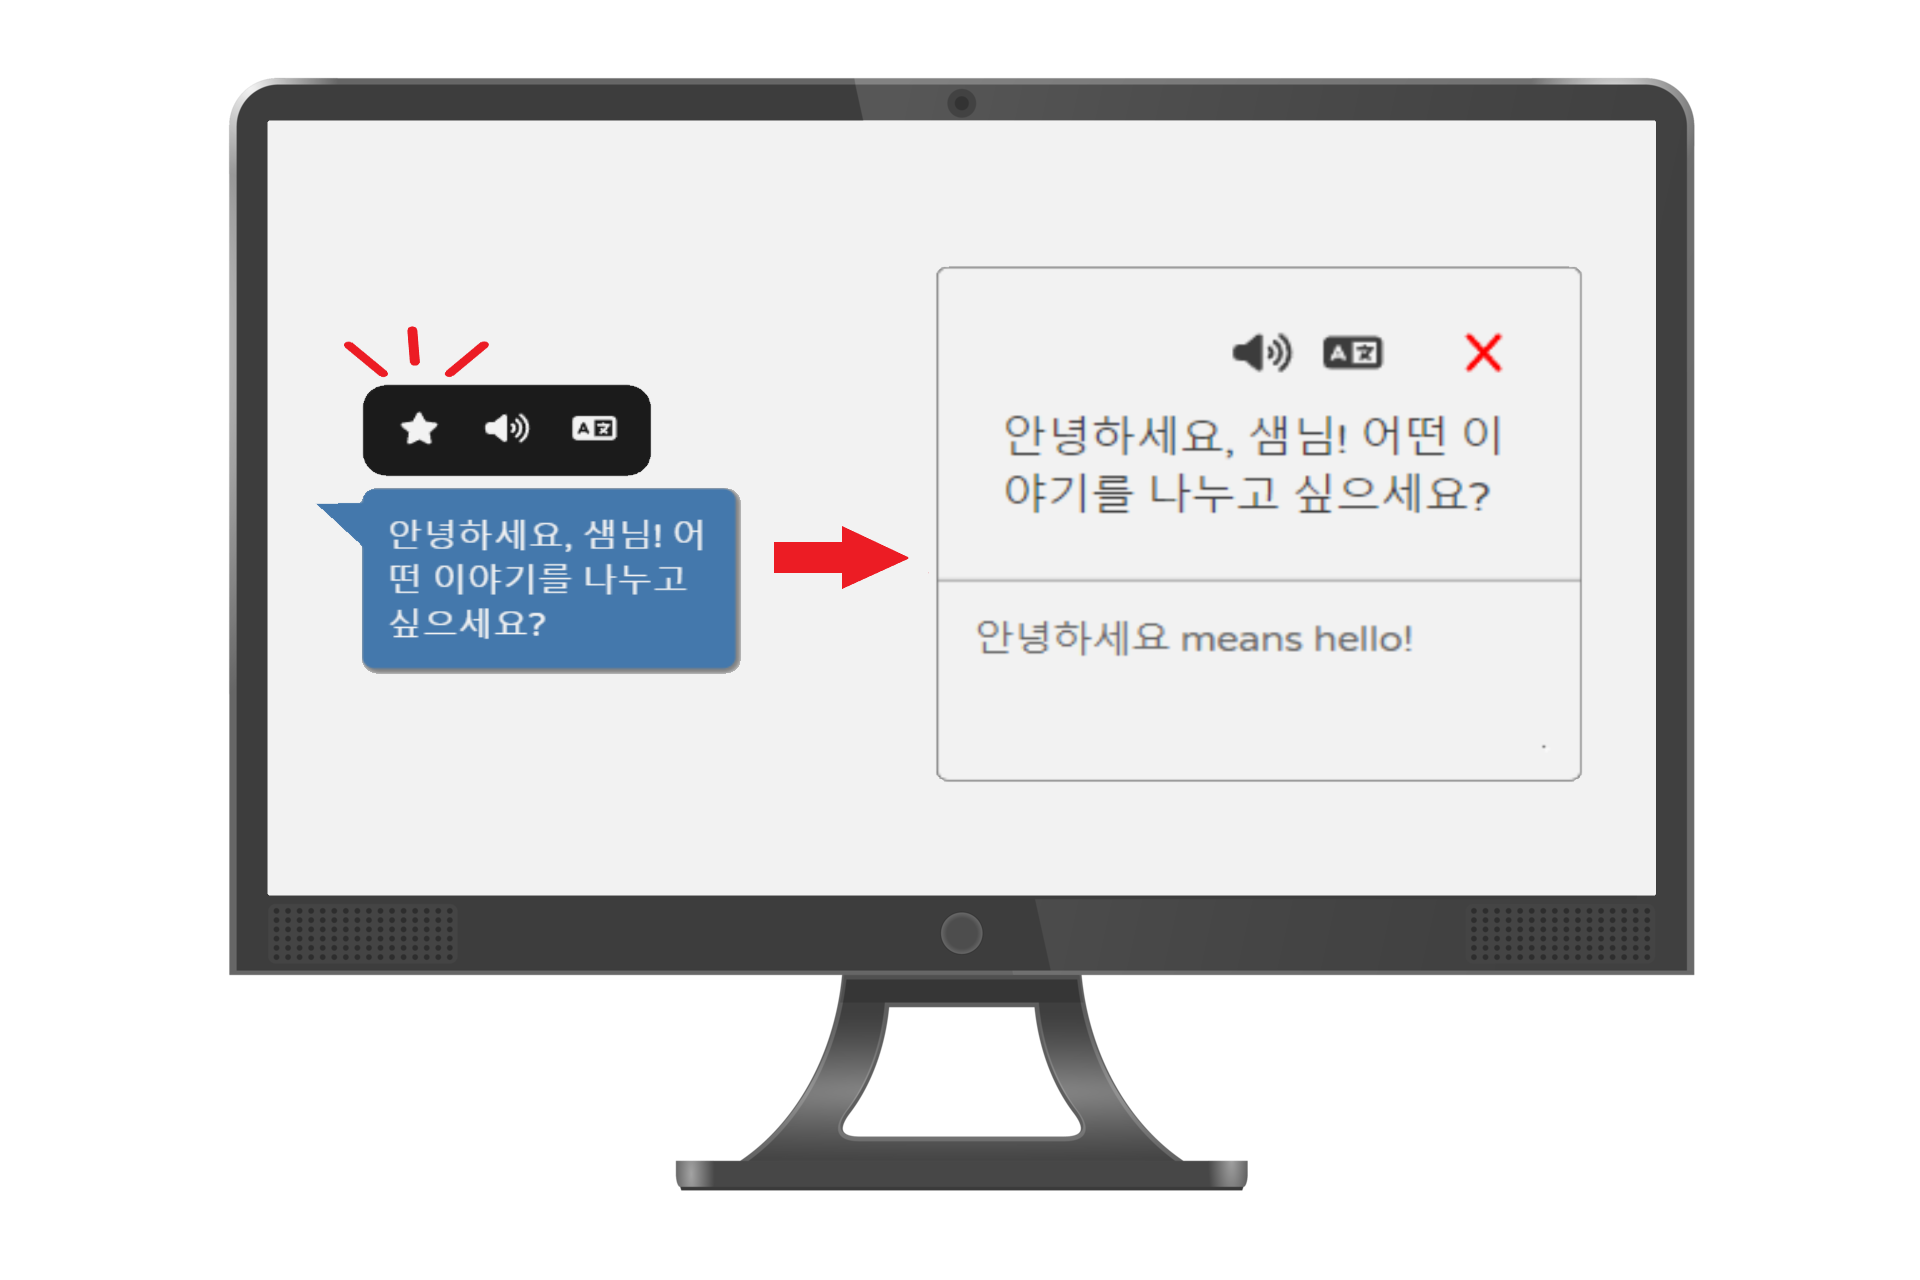 안녕하세요, 샘님! 어
떤 이야기를 나누고
싶으세요?
안녕하세요, 샘님! 어떤 이
야기를 나누고 싶으세요?
안녕하세요 means hello!